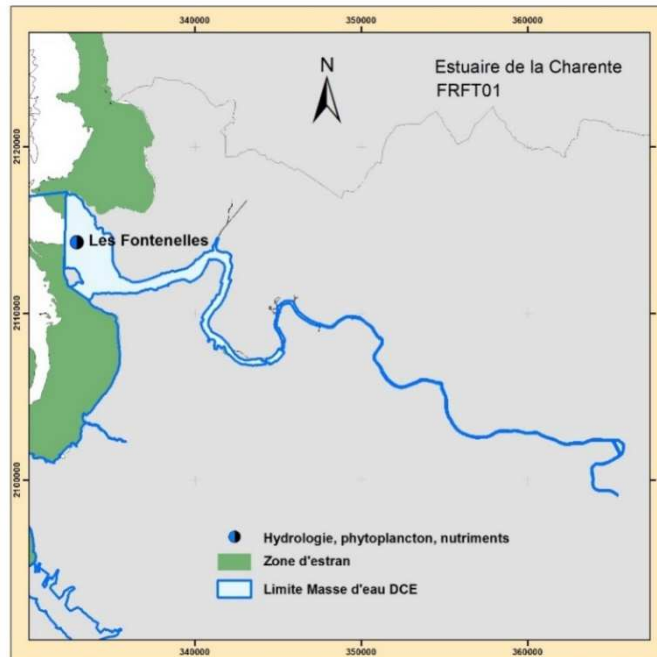 340000 350000 360000
Estuaire de la Charente
FRFT01
N
2120000
Les Fontenelles
2110000
2100000
Hydrologie, phytoplancton, nutriments
Zone d'estran
Limite Masse d'eau DCE
340000 350000 360000